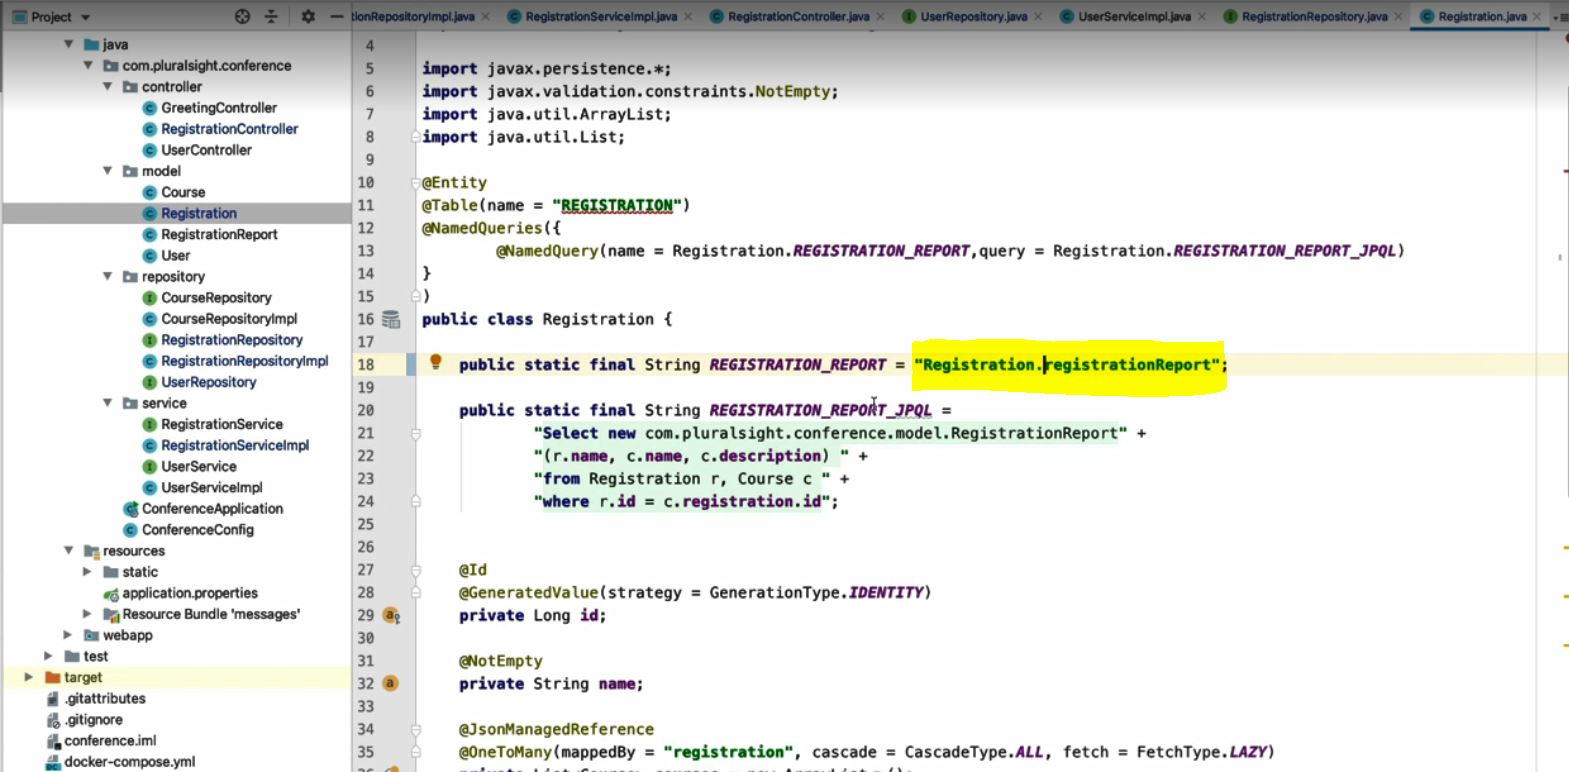 Project
tionRepositoryImpl.java
RegistrationServiceImpl.java
RegistrationController.java
UserRepository.java
UserServiceImpl.java
RegistrationRepository.java
Registration.java
java
com.pluralsight.conference
controller
GreetingController
RegistrationController
UserController
model
Course
Registration
RegistrationReport
User
repository
CourseRepository
CourseRepositoryImpl
RegistrationRepository
RegistrationRepositoryImpl
UserRepository
service
RegistrationService
RegistrationServiceImpl
UserService
UserServiceImpl
ConferenceApplication
ConferenceConfig
resources
static
application.properties
Resource Bundle 'messages'
webapp
test
target
.gitattributes
.gitignore
conference.iml
docker-compose.yml
4
5 import javax.persistence.*;
6 import javax.validation.constraints.NotEmpty;
7 import java.util.ArrayList;
8 import java.util.List;
9
10 @Entity
11 @Table(name = "REGISTRATION")
12 @NamedQueries({
13 @NamedQuery(name = Registration.REGISTRATION_REPORT,query = Registration.REGISTRATION_REPORT_JPQL)
14 }
15 )
16 public class Registration {
17
18 public static final String REGISTRATION_REPORT = "Registration.registrationReport";
19
20 public static final String REGISTRATION_REPORT_JPQL =
21 "Select new com.pluralsight.conference.model.RegistrationReport" +
22 "(r.name, c.name, c.description) " +
23 "from Registration r, Course c " +
24 "where r.id = c.registration.id";
25
26
27 @Id
28 @GeneratedValue(strategy = GenerationType.IDENTITY)
29 private Long id;
30
31 @NotEmpty
32 private String name;
33
34 @JsonManagedReference
35 @OneToMany(mappedBy = "registration", cascade = CascadeType.ALL, fetch = FetchType.LAZY)